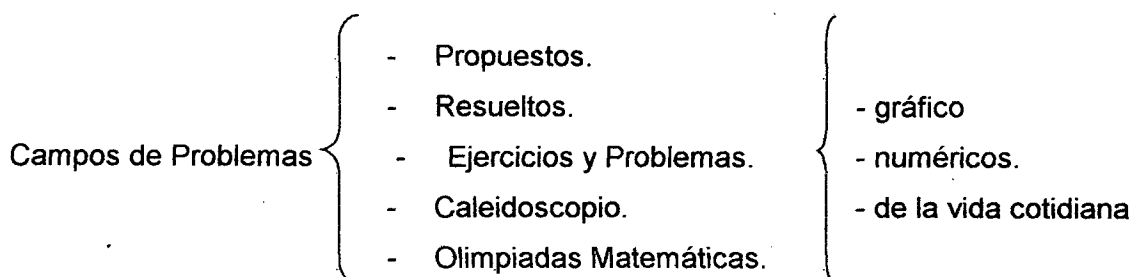 - Propuestos.
- Resueltos. - gráfico
Campos de Problemas - Ejercicios y Problemas. - numéricos.
- Caleidoscopio. - de la vida cotidiana
- Olimpiadas Matemáticas.